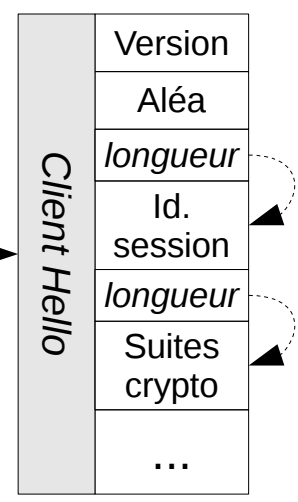 Client Hello
Version
Aléa
longueur
Id.
session
longueur
Suites
crypto
...